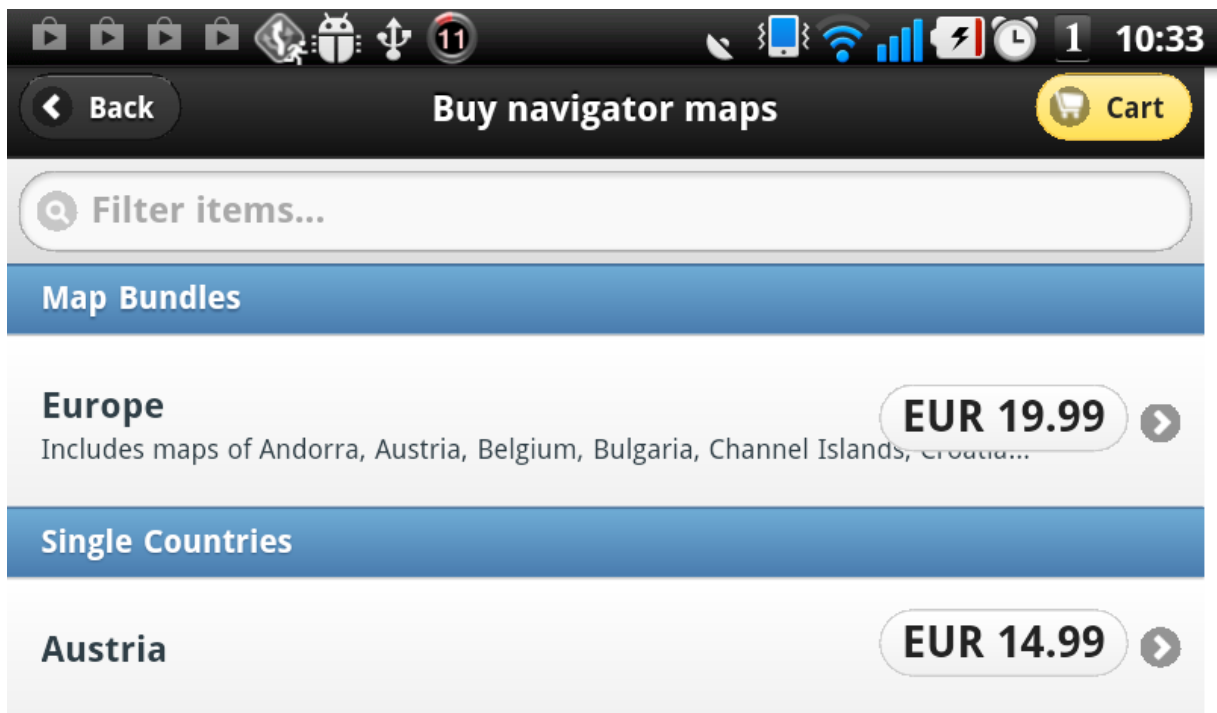 11
1 10:33
Back
Buy navigator maps
Cart
Filter items...
Map Bundles
Europe
EUR 19.99
Includes maps of Andorra, Austria, Belgium, Bulgaria, Channel Islands, Croatia...
Single Countries
Austria
EUR 14.99